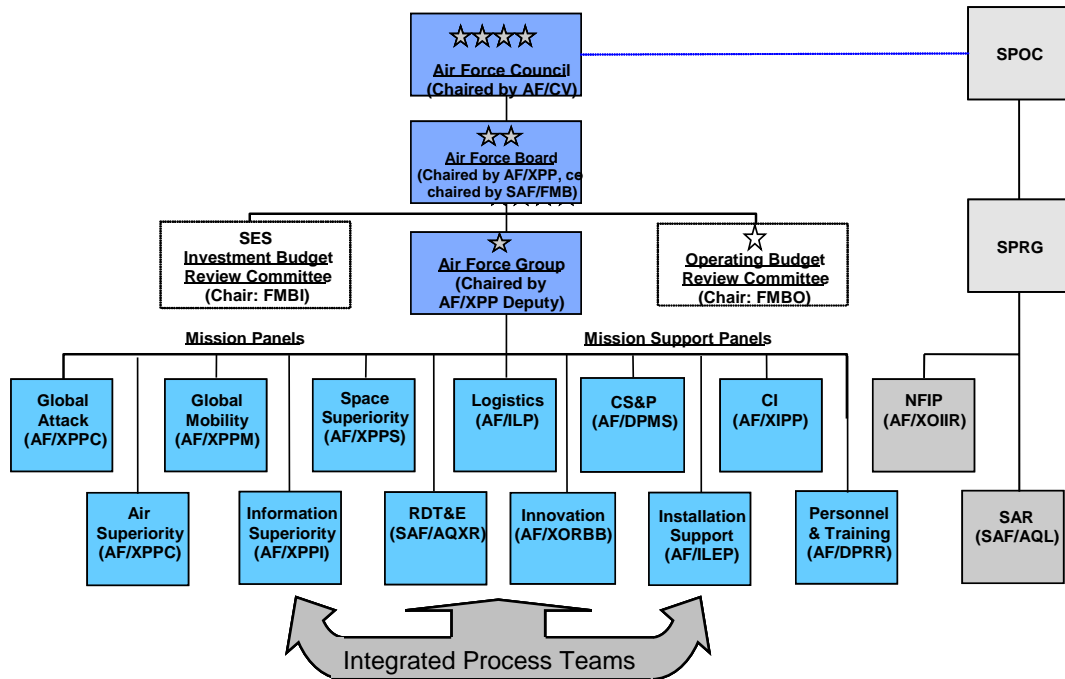 Air Force Council
(Chaired by AF/CV)
SPOC
Air Force Board
(Chaired by AF/XPP, ce
chaired by SAF/FMB)
SES
Investment Budget
Review Committee
(Chair: FMBI)
Air Force Group
(Chaired by
AF/XPP Deputy)
Operating Budget
Review Committee
(Chair: FMBO)
SPRG
Mission Panels
Mission Support Panels
Global
Attack
(AF/XPPC)
Global
Mobility
(AF/XPPM)
Space
Superiority
(AF/XPPS)
Logistics
(AF/ILP)
CS&P
(AF/DPMS)
CI
(AF/XIPP)
NFIP
(AF/XOIIR)
Air
Superiority
(AF/XPPC)
Information
Superiority
(AF/XPPI)
RDT&E
(SAF/AQXR)
Innovation
(AF/XORBB)
Installation
Support
(AF/ILEP)
Personnel
& Training
(AF/DPRR)
SAR
(SAF/AQL)
Integrated Process Teams